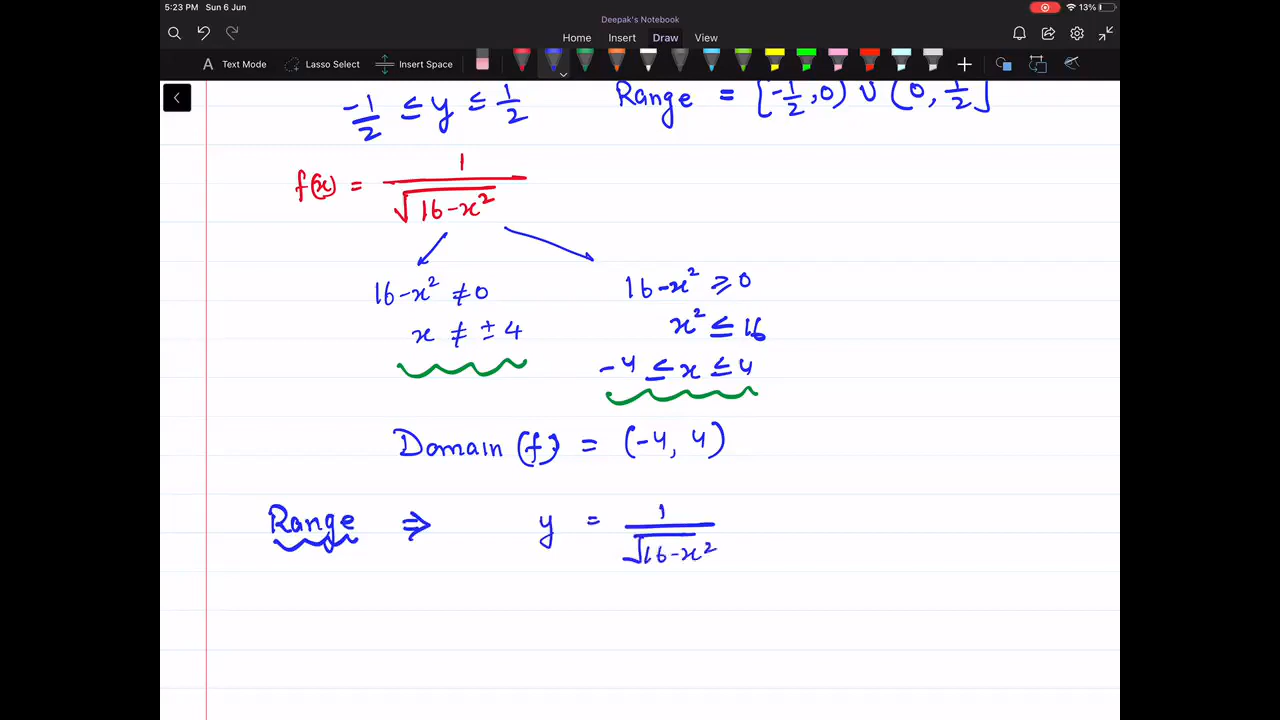 5:23 PM Sun 6 Jun 13%
Deepak's Notebook
Home Insert Draw View
Text Mode Lasso Select Insert Space
-1/2 ≤ y ≤ 1/2 Range = [-1/2, 0) ∪ (0, 1/2]
f(x) = 1/√(16-x²)
16-x² ≠ 0 16-x² ≥ 0
x ≠ ± 4 x² ≤ 16
-4 ≤ x ≤ 4
Domain (f) = (-4, 4)
Range ⇒ y = 1/√(16-x²)